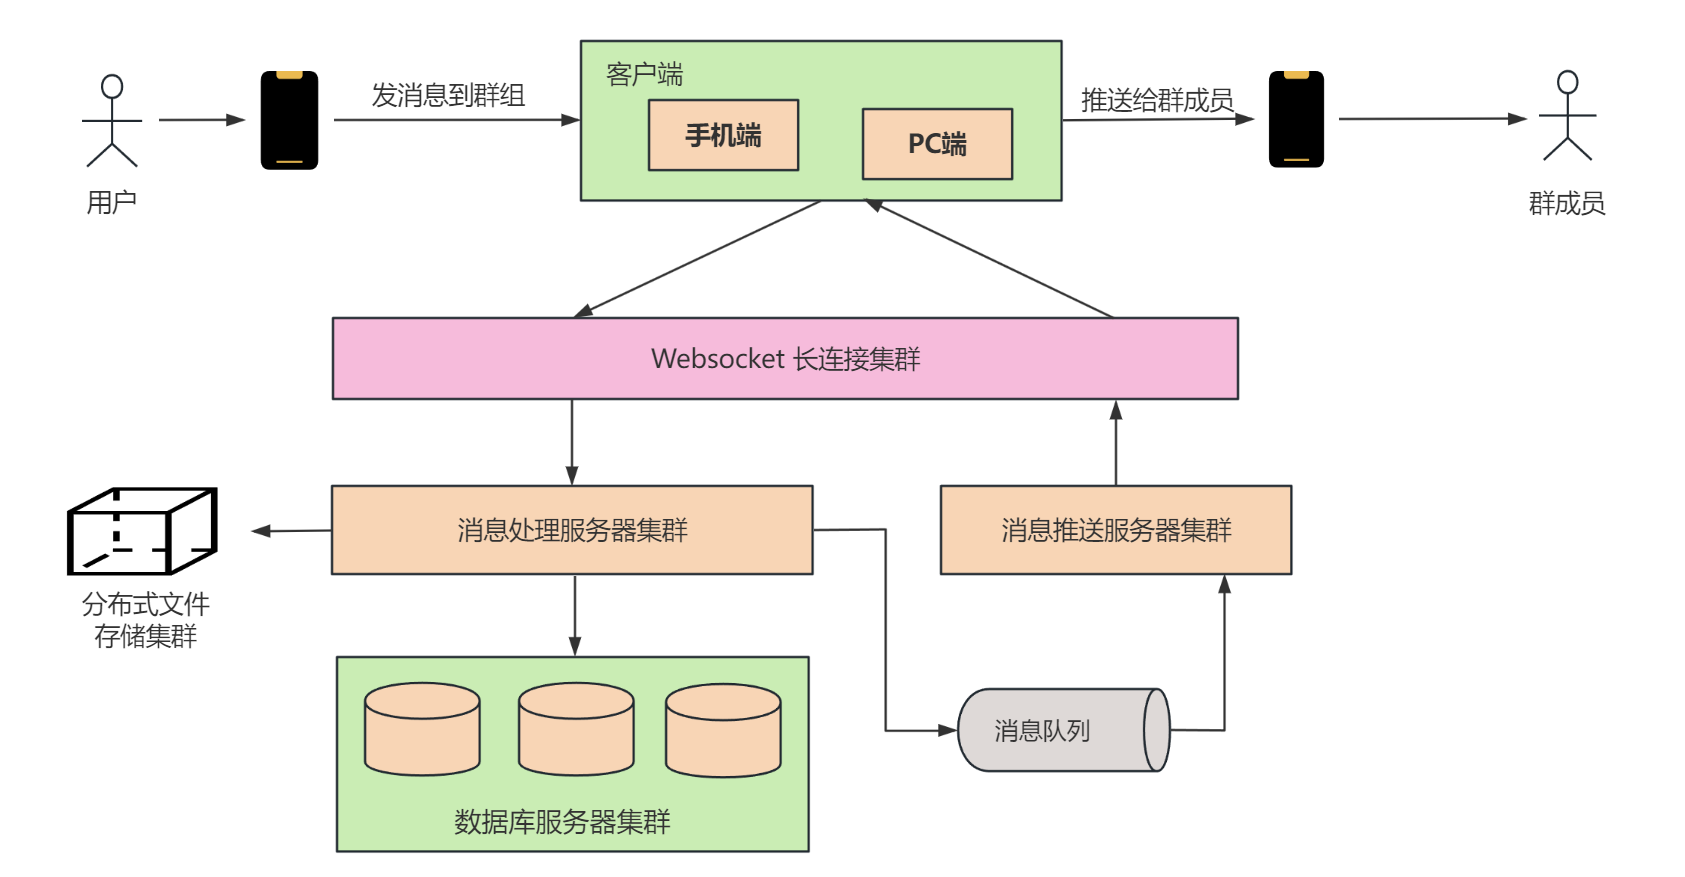 客户端
发消息到群组
推送给群成员
手机端
PC端
用户
群成员
Websocket 长连接集群
消息处理服务器集群
消息推送服务器集群
分布式文件
存储集群
消息队列
数据库服务器集群